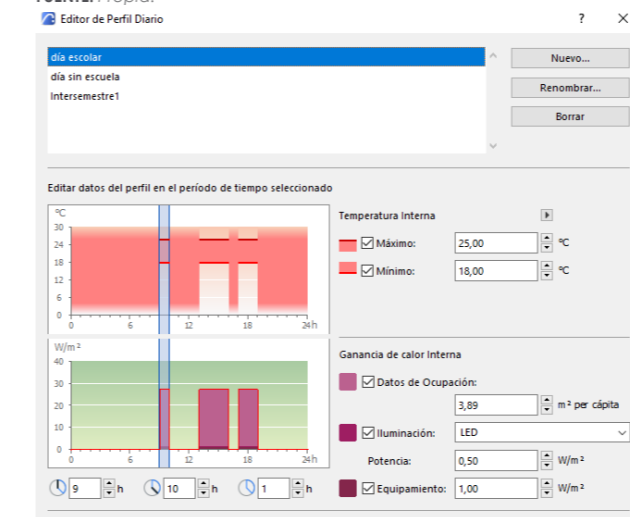 FUENTE: Propia.
Editor de Perfil Diario
día escolar
día sin escuela
Intersemestre1
Nuevo...
Renombrar...
Borrar
Editar datos del perfil en el período de tiempo seleccionado
°C
30
24
18
12
6
0
0 6 12 18 24h
Temperatura Interna
Máximo: 25,00 °C
Mínimo: 18,00 °C
W/m²
40
30
20
10
0
0 6 12 18 24h
Ganancia de calor Interna
Datos de Ocupación:
3,89 m² per cápita
Iluminación: LED
Potencia: 0,50 W/m²
9 h 10 h 1 h
Equipamiento: 1,00 W/m²